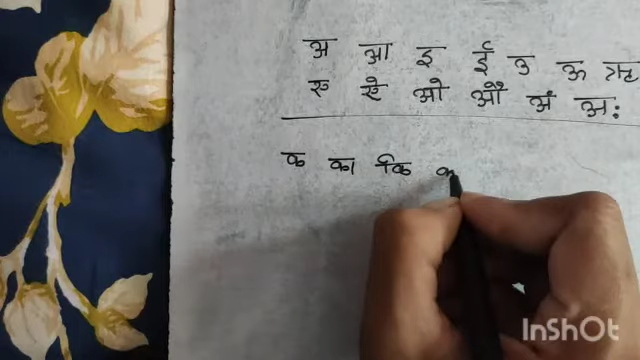 अ आ इ ई उ ऊ ऋ
ए ऐ ओ औ अं अः
क का कि
InShOt